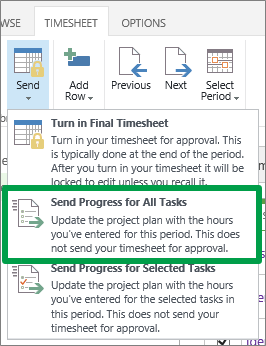 TASKS TIMESHEET OPTIONS
Send Add Row Previous Next Select Period
Turn in Final Timesheet
Turn in your timesheet for approval. This
is typically done at the end of the period.
After you turn in your timesheet it will be
locked to edit unless you recall it.
Send Progress for All Tasks
Update the project plan with the hours
you've entered for this period. This does
not send your timesheet for approval.
Send Progress for Selected Tasks
Update the project plan with the hours
you've entered for the selected tasks in
this period. This does not send your
timesheet for approval.